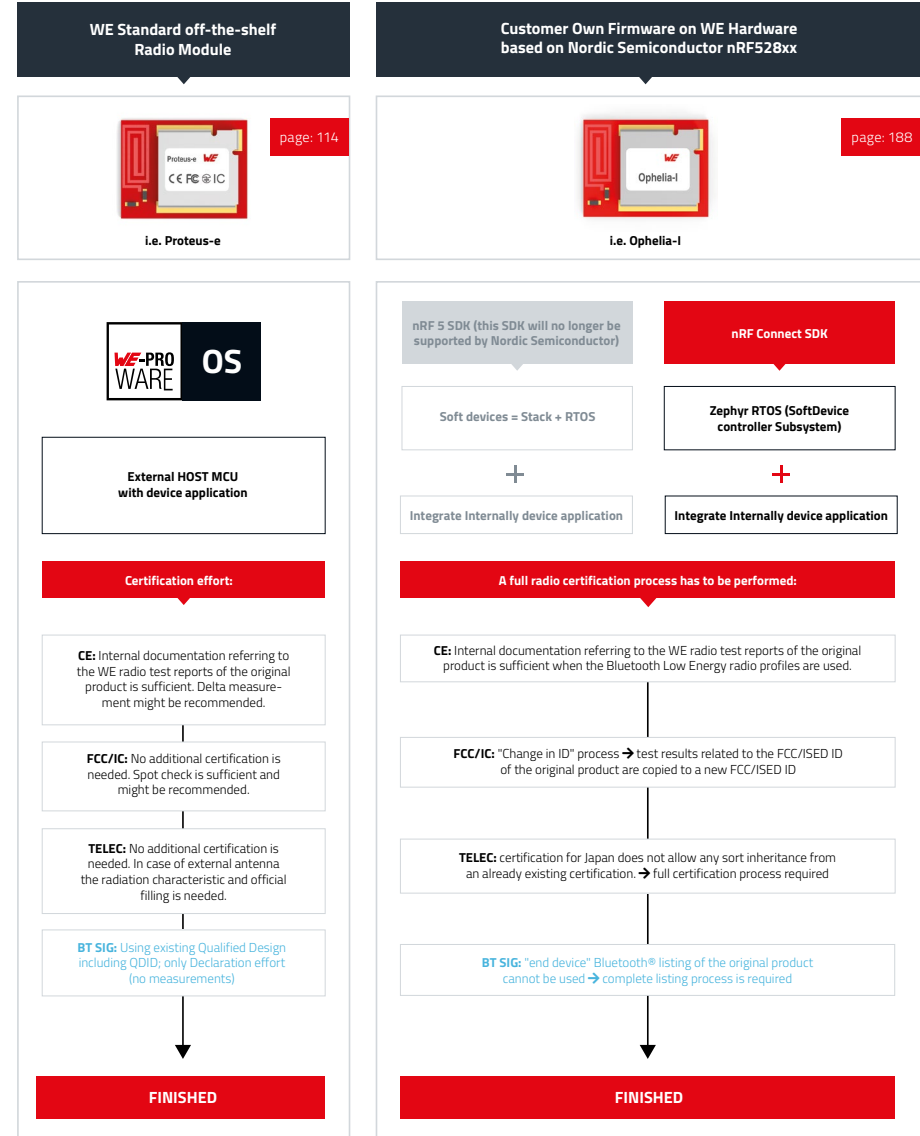 WE Standard off-the-shelf
Radio Module
page: 114
Proteus-e WE
CE FC IC
i.e. Proteus-e
WE-PRO
WARE
OS
External HOST MCU
with device application
Certification effort:
CE: Internal documentation referring to
the WE radio test reports of the original
product is sufficient. Delta measure-
ment might be recommended.
FCC/IC: No additional certification is
needed. Spot check is sufficient and
might be recommended.
TELEC: No additional certification is
needed. In case of external antenna
the radiation characteristic and official
filling is needed.
BT SIG: Using existing Qualified Design
including QDID; only Declaration effort
(no measurements)
FINISHED
Customer Own Firmware on WE Hardware
based on Nordic Semiconductor nRF528xx
page: 188
WE
Ophelia-I
i.e. Ophelia-I
nRF 5 SDK (this SDK will no longer be
supported by Nordic Semiconductor)
Soft devices = Stack + RTOS
+
Integrate Internally device application
nRF Connect SDK
Zephyr RTOS (SoftDevice
controller Subsystem)
+
Integrate Internally device application
A full radio certification process has to be performed:
CE: Internal documentation referring to the WE radio test reports of the original
product is sufficient when the Bluetooth Low Energy radio profiles are used.
FCC/IC: "Change in ID" process → test results related to the FCC/ISED ID
of the original product are copied to a new FCC/ISED ID
TELEC: certification for Japan does not allow any sort inheritance from
an already existing certification. → full certification process required
BT SIG: "end device" Bluetooth® listing of the original product
cannot be used → complete listing process is required
FINISHED